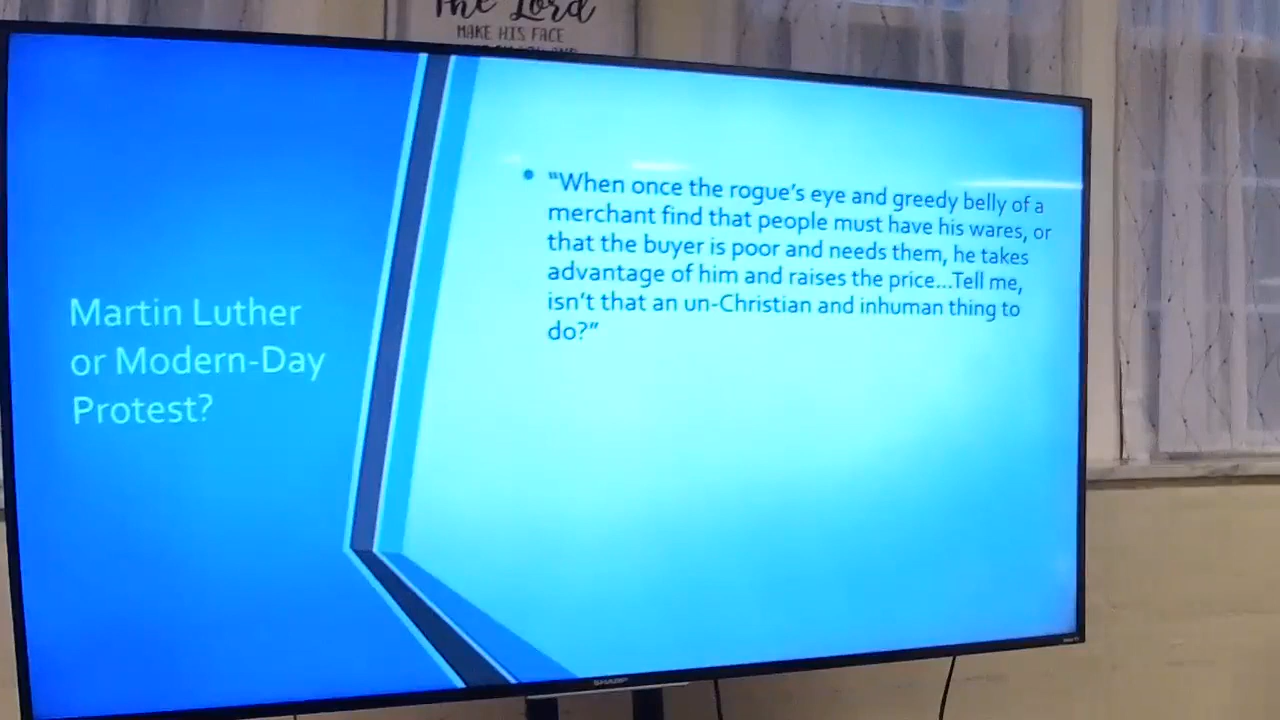 The Lord
MAKE HIS FACE
Martin Luther
or Modern-Day
Protest?
• "When once the rogue's eye and greedy belly of a
merchant find that people must have his wares, or
that the buyer is poor and needs them, he takes
advantage of him and raises the price...Tell me,
isn't that an un-Christian and inhuman thing to
do?"
SHARP